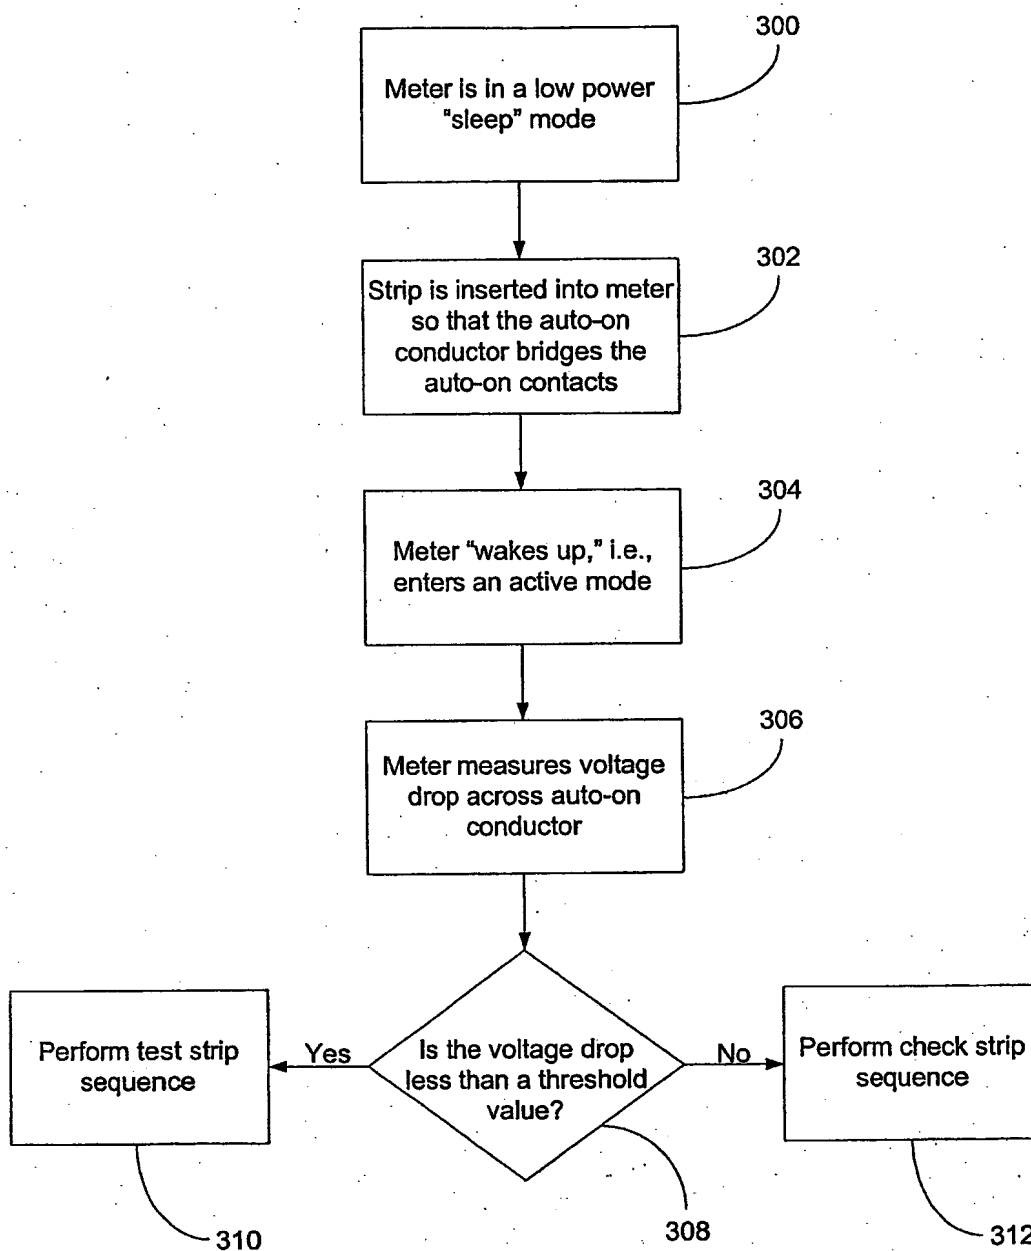 300
Meter is in a low power
"sleep" mode
302
Strip is inserted into meter
so that the auto-on
conductor bridges the
auto-on contacts
304
Meter "wakes up," i.e.,
enters an active mode
306
Meter measures voltage
drop across auto-on
conductor
Perform test strip
sequence
Yes
Is the voltage drop
less than a threshold
value?
No
Perform check strip
sequence
310
308
312